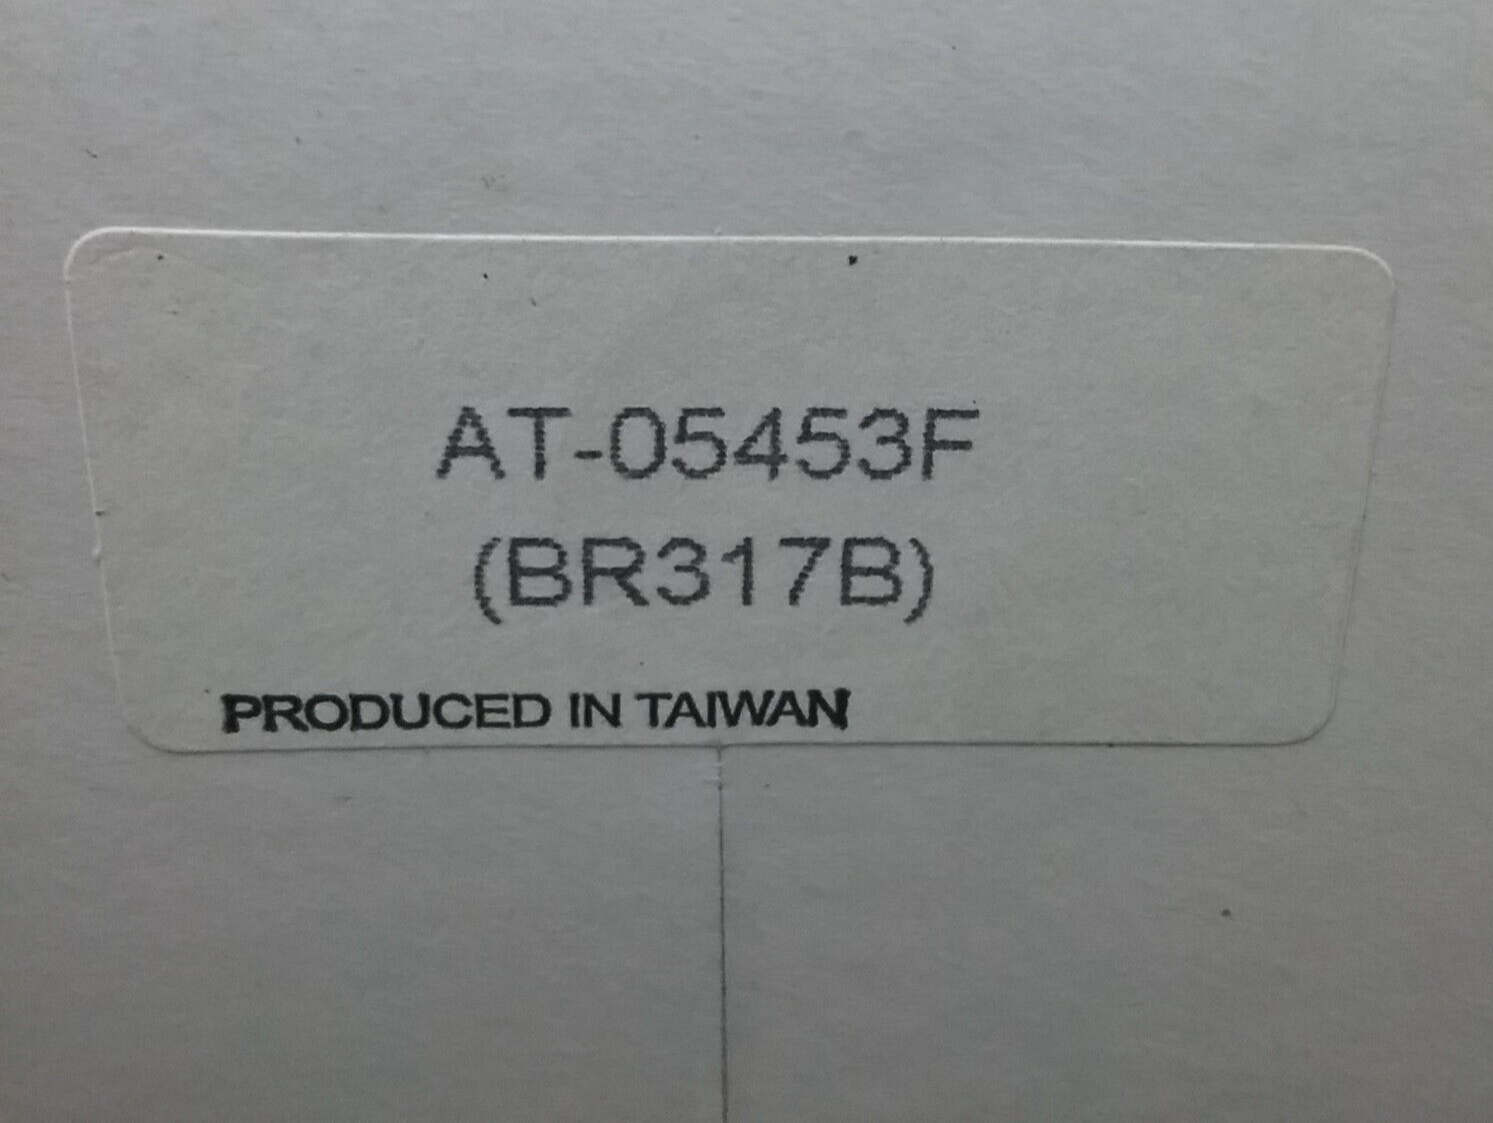 AT-05453F
(BR317B)
PRODUCED IN TAIWAN